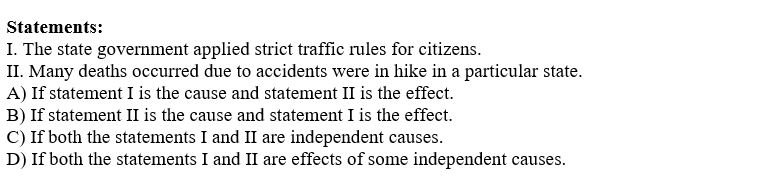 Statements:
I. The state government applied strict traffic rules for citizens.
II. Many deaths occurred due to accidents were in hike in a particular state.
A) If statement I is the cause and statement II is the effect.
B) If statement II is the cause and statement I is the effect.
C) If both the statements I and II are independent causes.
D) If both the statements I and II are effects of some independent causes.